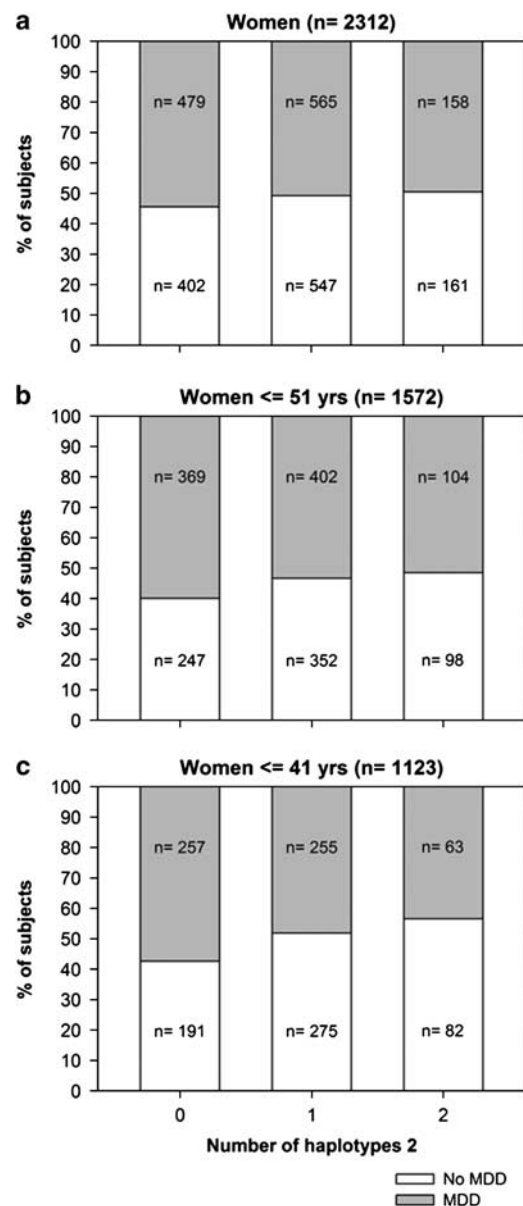 a
Women (n= 2312)
% of subjects
100
90
80
70
60
50
40
30
20
10
0
n= 479
n= 565
n= 158
n= 402
n= 547
n= 161
b
Women <= 51 yrs (n= 1572)
% of subjects
100
90
80
70
60
50
40
30
20
10
0
n= 369
n= 402
n= 104
n= 247
n= 352
n= 98
c
Women <= 41 yrs (n= 1123)
% of subjects
100
90
80
70
60
50
40
30
20
10
0
n= 257
n= 255
n= 63
n= 191
n= 275
n= 82
0 1 2
Number of haplotypes 2
No MDD
MDD